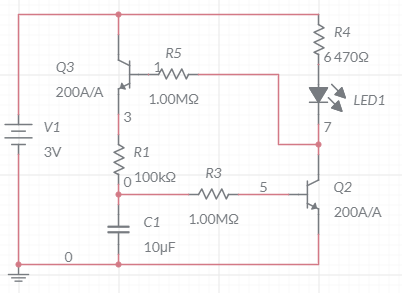 R4
6 470Ω
R5
1
1.00MΩ
Q3
200A/A
LED1
7
V1
3V
3
R1
100kΩ
0
R3
5
1.00MΩ
Q2
200A/A
C1
10µF
0